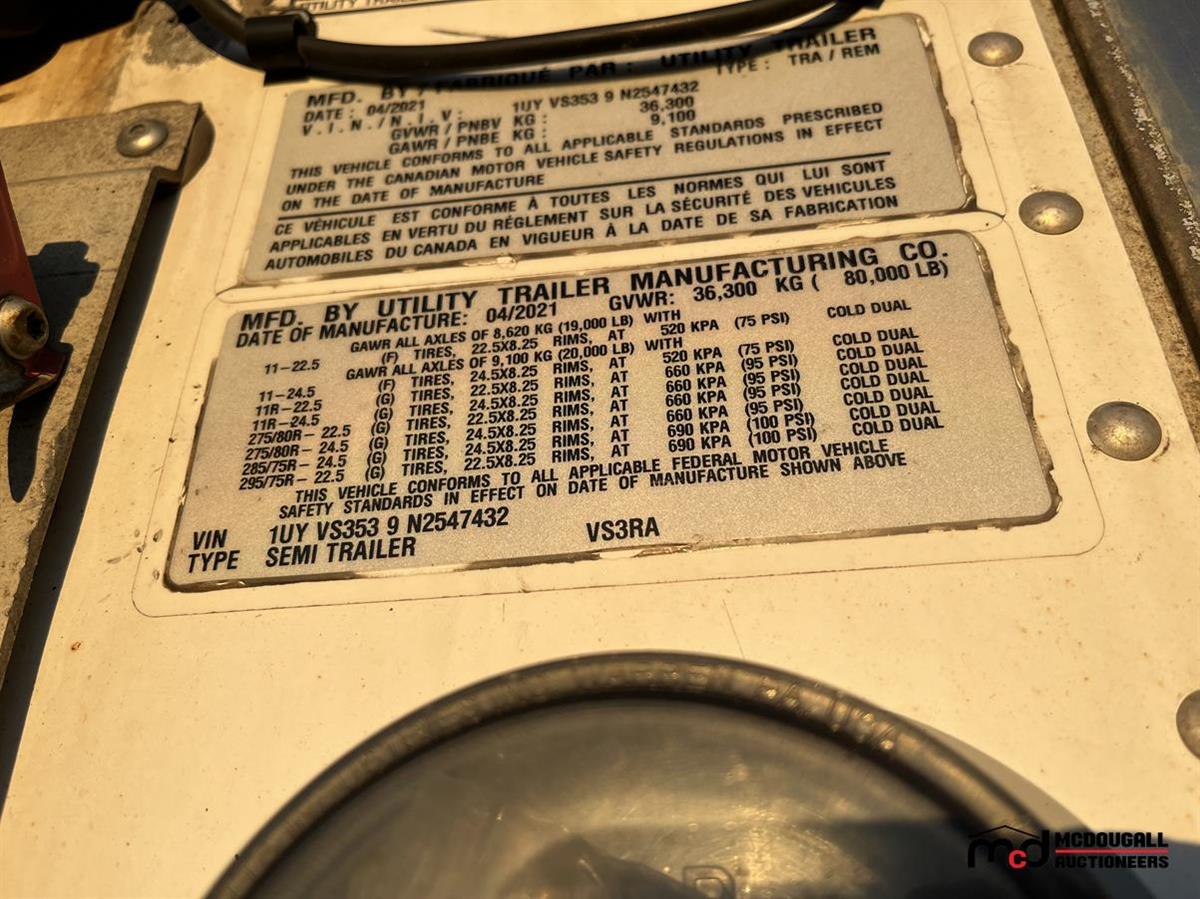 UTILITY TRAILER
MFD. BY / FABRIQUÉ PAR : UTILITY TRAILER
DATE : 04/2021 TYPE : TRA / REM
V.I.N./N.I.V: 1UY VS353 9 N2547432
GVWR / PNBV KG : 36,300
GAWR / PNBE KG : 9,100
THIS VEHICLE CONFORMS TO ALL APPLICABLE STANDARDS PRESCRIBED
UNDER THE CANADIAN MOTOR VEHICLE SAFETY REGULATIONS IN EFFECT
ON THE DATE OF MANUFACTURE
CE VÉHICULE EST CONFORME À TOUTES LES NORMES QUI LUI SONT
APPLICABLES EN VERTU DU RÉGLEMENT SUR LA SÉCURITÉ DES VEHICULES
AUTOMOBILES DU CANADA EN VIGUEUR À LA DATE DE SA FABRICATION
MFD. BY UTILITY TRAILER MANUFACTURING CO.
DATE OF MANUFACTURE: 04/2021 GVWR: 36,300 KG ( 80,000 LB)
GAWR ALL AXLES OF 8,620 KG (19,000 LB) WITH
11-22.5 (F) TIRES, 22.5X8.25 RIMS, AT 520 KPA (75 PSI) COLD DUAL
GAWR ALL AXLES OF 9,100 KG (20,000 LB) WITH
11-24.5 (F) TIRES, 24.5X8.25 RIMS, AT 520 KPA (75 PSI) COLD DUAL
11R-22.5 (G) TIRES, 22.5X8.25 RIMS, AT 660 KPA (95 PSI) COLD DUAL
11R-24.5 (G) TIRES, 24.5X8.25 RIMS, AT 660 KPA (95 PSI) COLD DUAL
275/80R-22.5 (G) TIRES, 22.5X8.25 RIMS, AT 660 KPA (95 PSI) COLD DUAL
275/80R-24.5 (G) TIRES, 24.5X8.25 RIMS, AT 660 KPA (95 PSI) COLD DUAL
285/75R-24.5 (G) TIRES, 24.5X8.25 RIMS, AT 690 KPA (100 PSI) COLD DUAL
295/75R-22.5 (G) TIRES, 22.5X8.25 RIMS, AT 690 KPA (100 PSI) COLD DUAL
THIS VEHICLE CONFORMS TO ALL APPLICABLE FEDERAL MOTOR VEHICLE
SAFETY STANDARDS IN EFFECT ON DATE OF MANUFACTURE SHOWN ABOVE
VIN 1UY VS353 9 N2547432 VS3RA
TYPE SEMI TRAILER
mcd MCDOUGALL
AUCTIONEERS